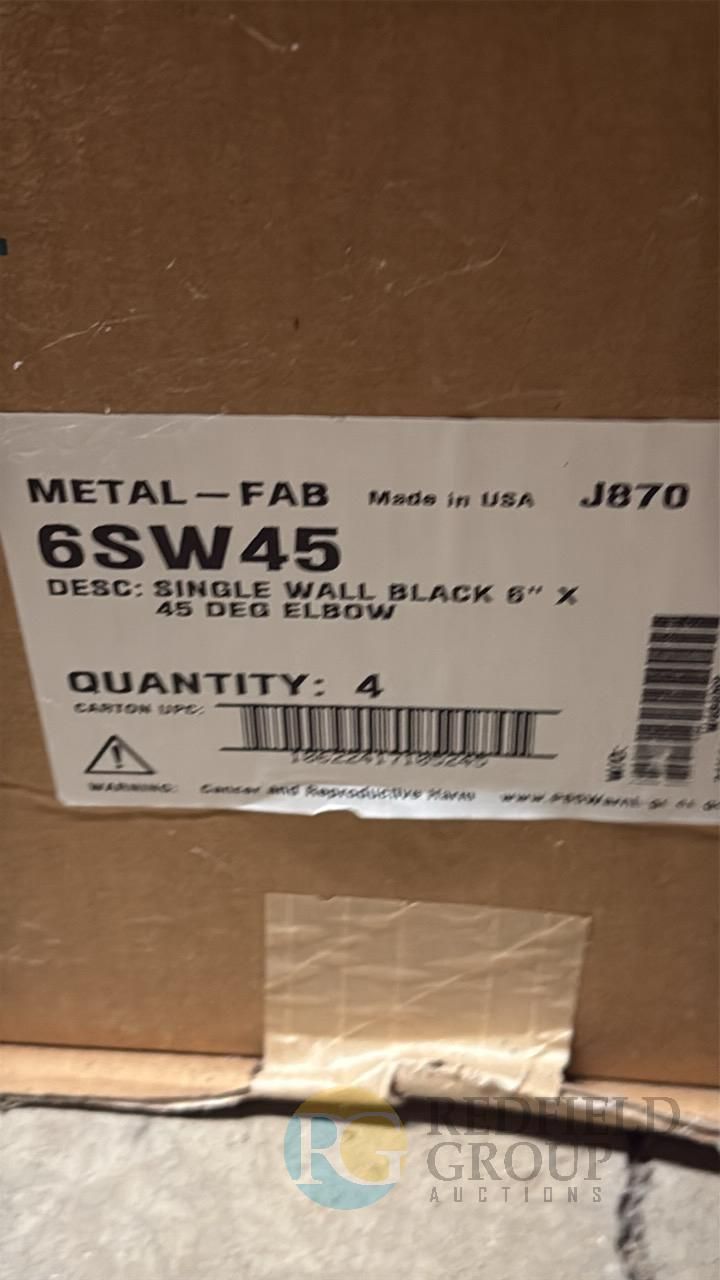 METAL-FAB Made in USA J870
6SW45
DESC: SINGLE WALL BLACK 6" X
45 DEG ELBOW
QUANTITY: 4
CARTON UPC:
WARNING: Cancer and Reproductive Harm
RG REDFIELD
GROUP
AUCTIONS